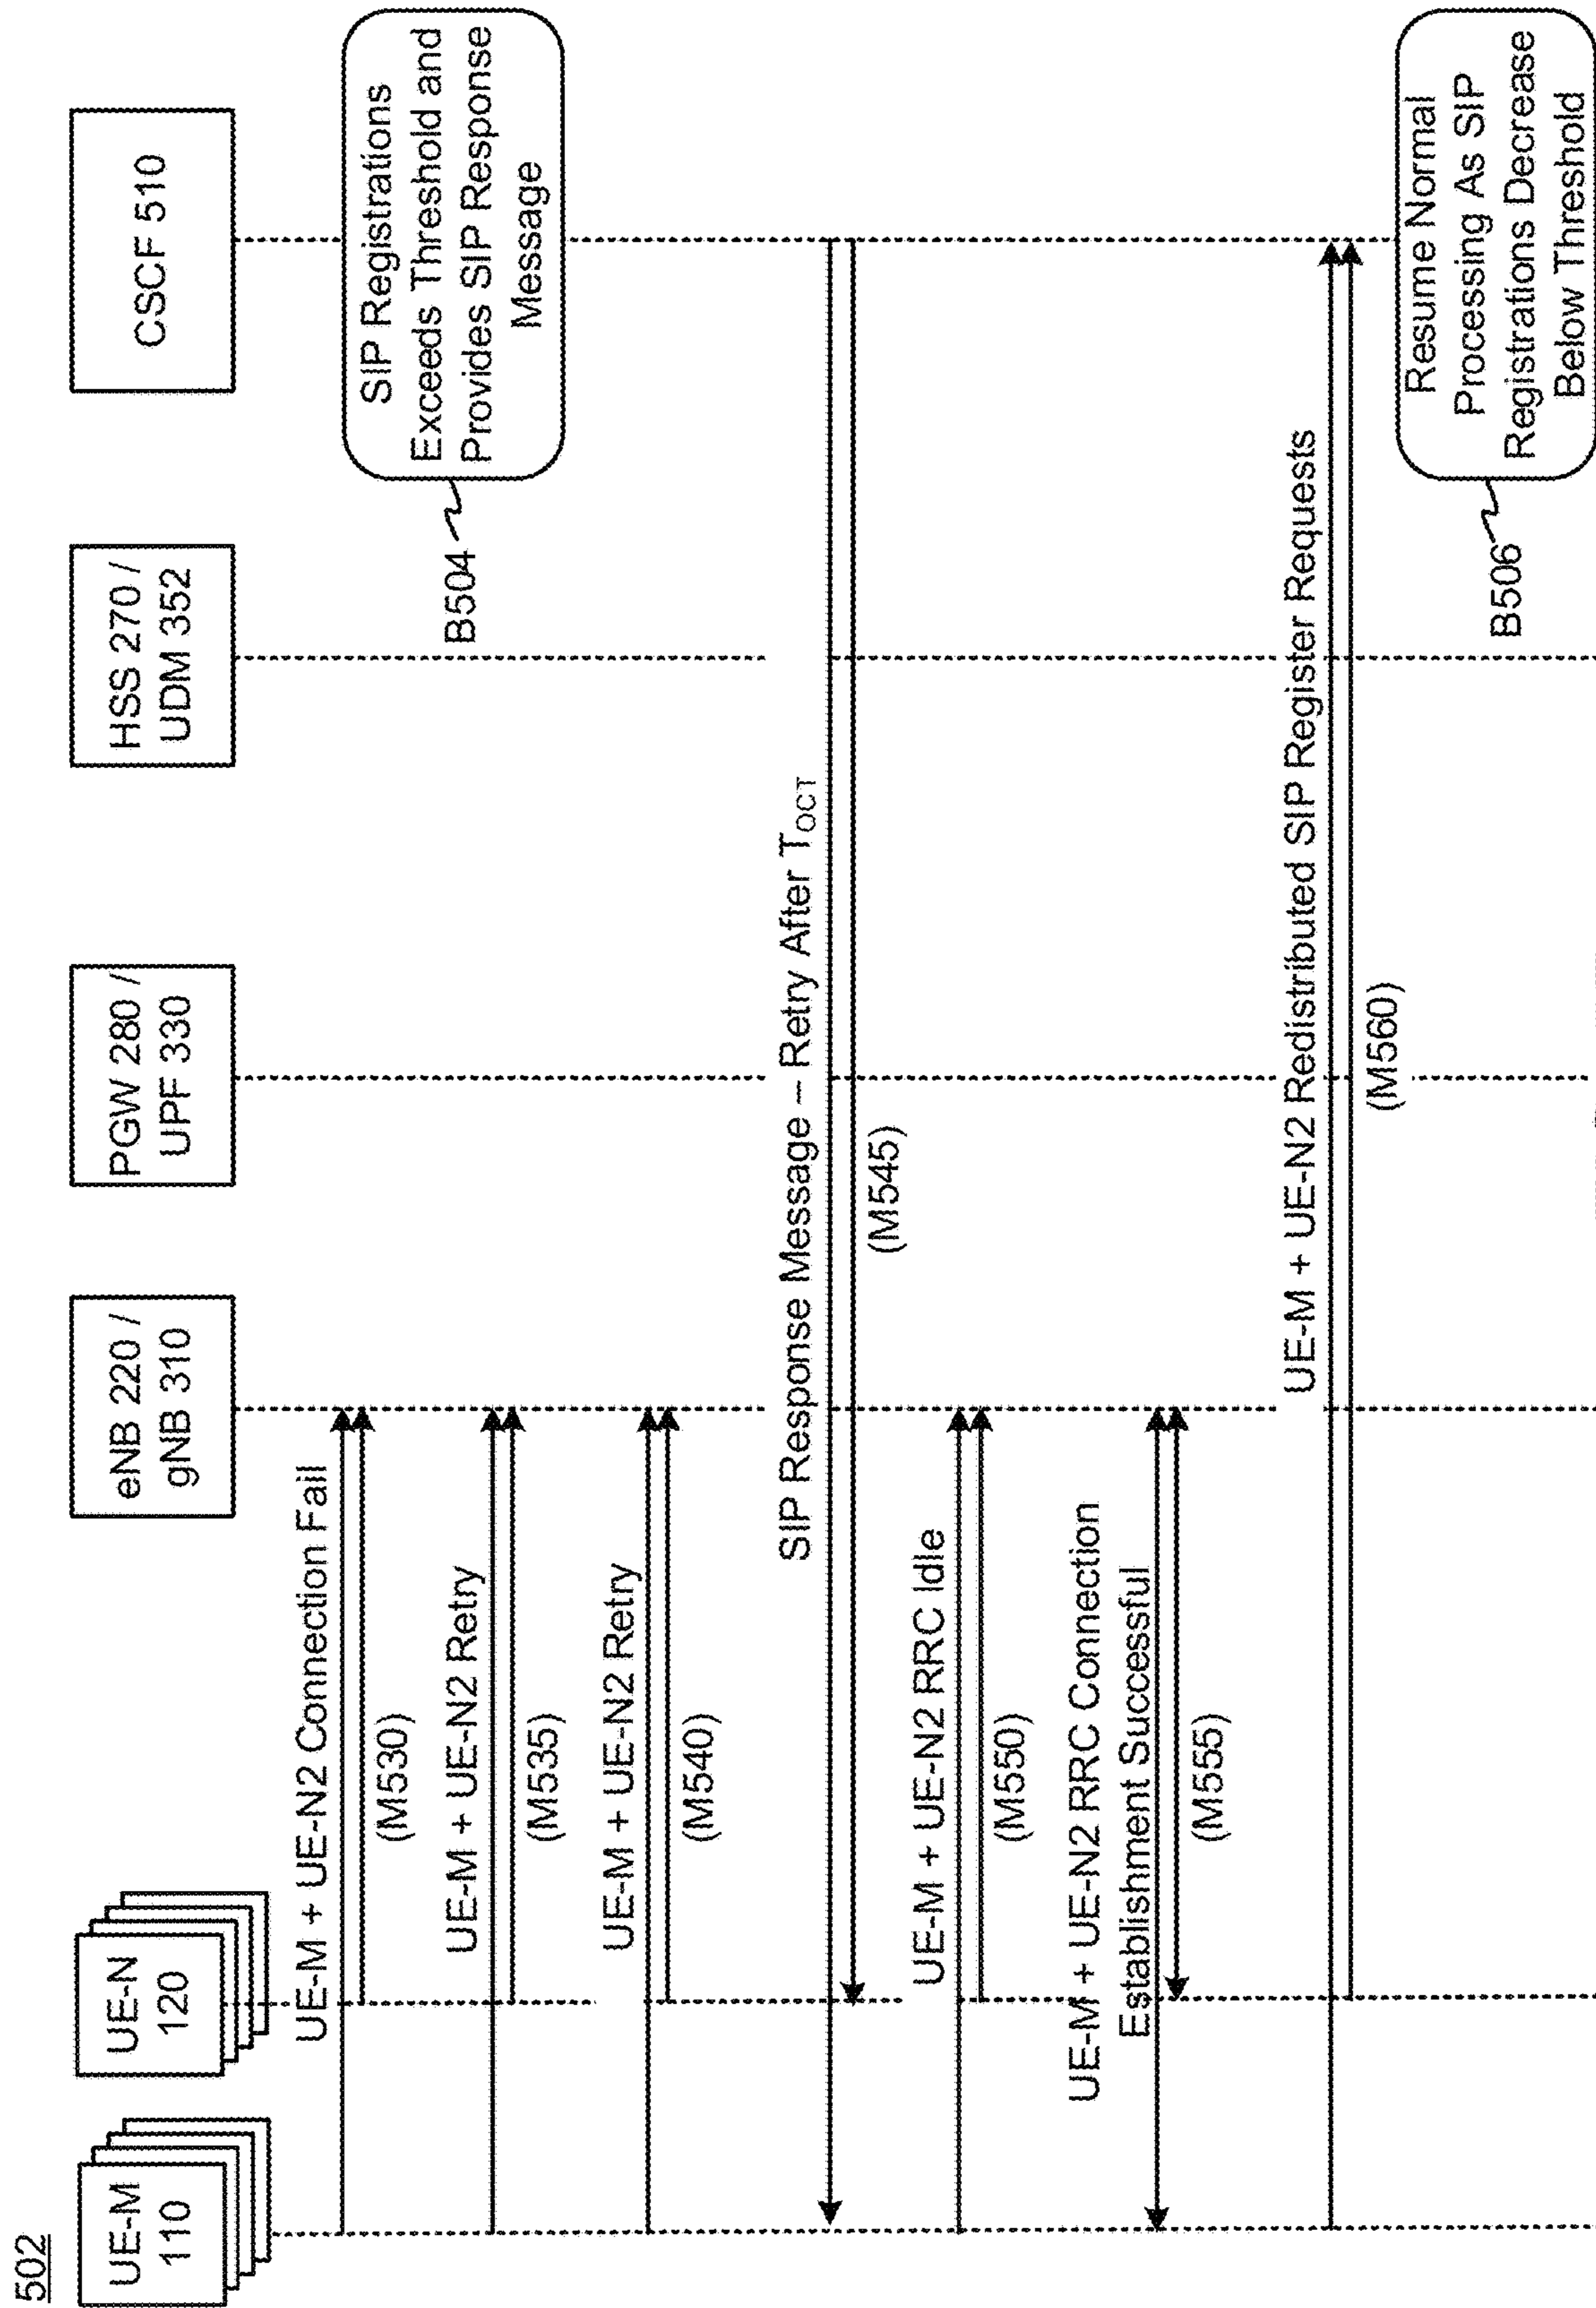 502
UE-M
110
UE-N
120
eNB 220 /
gNB 310
PGW 280 /
UPF 330
HSS 270 /
UDM 352
CSCF 510
SIP Registrations
Exceeds Threshold and
Provides SIP Response
Message
B504
UE-M + UE-N2 Connection Fail
(M530)
UE-M + UE-N2 Retry
(M535)
UE-M + UE-N2 Retry
(M540)
SIP Response Message – Retry After TOCT
(M545)
UE-M + UE-N2 RRC Idle
(M550)
UE-M + UE-N2 RRC Connection
Establishment Successful
(M555)
UE-M + UE-N2 Redistributed SIP Register Requests
(M560)
Resume Normal
Processing As SIP
Registrations Decrease
Below Threshold
B506